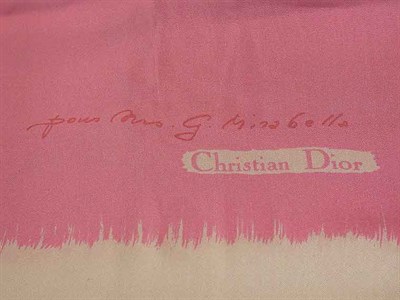 pour Mrs. G. Mirabella
Christian Dior